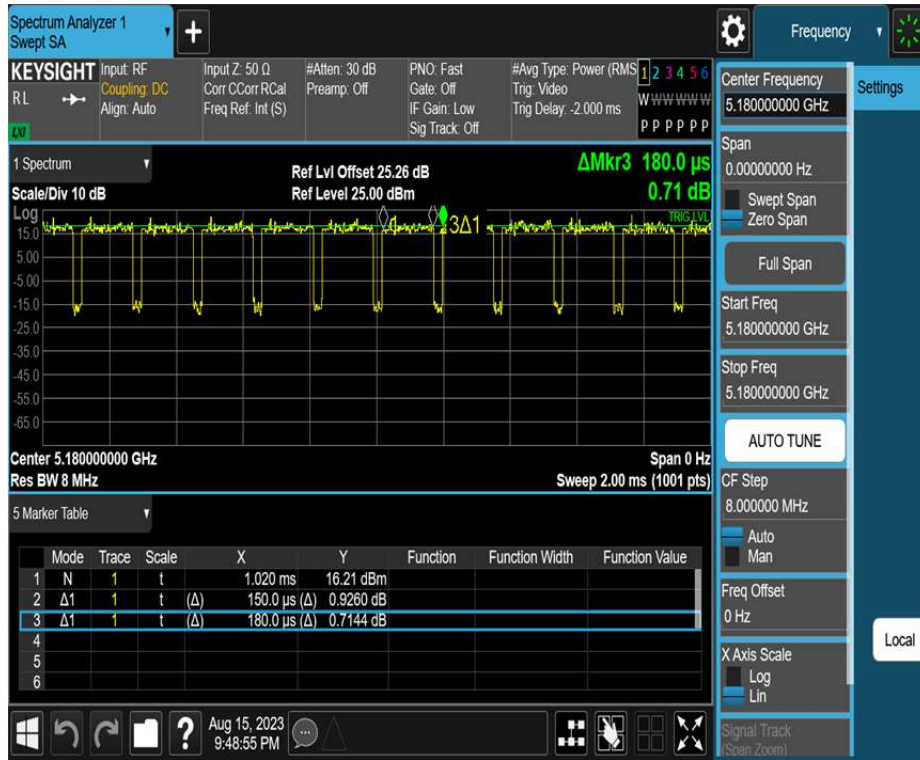 Spectrum Analyzer 1
Swept SA
Frequency
KEYSIGHT
RL
LXI
Input: RF
Coupling: DC
Align: Auto
Input Z: 50 Ω
Corr CCorr RCal
Freq Ref: Int (S)
#Atten: 30 dB
Preamp: Off
PNO: Fast
Gate: Off
IF Gain: Low
Sig Track: Off
#Avg Type: Power (RMS
Trig: Video
Trig Delay: -2.000 ms
1 2 3 4 5 6
W W W W W W
P P P P P P
1 Spectrum
Scale/Div 10 dB
Ref Lvl Offset 25.26 dB
Ref Level 25.00 dBm
ΔMkr3 180.0 µs
0.71 dB
Log
TRIG LVL
3Δ1
15.0
5.00
-5.00
-15.0
-25.0
-35.0
-45.0
-55.0
-65.0
Center 5.180000000 GHz
Span 0 Hz
Res BW 8 MHz
Sweep 2.00 ms (1001 pts)
5 Marker Table
Mode Trace Scale X Y Function Function Width Function Value
1 N 1 t 1.020 ms 16.21 dBm
2 Δ1 1 t (Δ) 150.0 µs (Δ) 0.9260 dB
3 Δ1 1 t (Δ) 180.0 µs (Δ) 0.7144 dB
4
5
6
?
Aug 15, 2023
9:48:55 PM
Center Frequency
5.180000000 GHz
Span
0.00000000 Hz
Swept Span
Zero Span
Full Span
Start Freq
5.180000000 GHz
Stop Freq
5.180000000 GHz
AUTO TUNE
CF Step
8.000000 MHz
Auto
Man
Freq Offset
0 Hz
X Axis Scale
Log
Lin
Signal Track
(Span Zoom)
Settings
Local